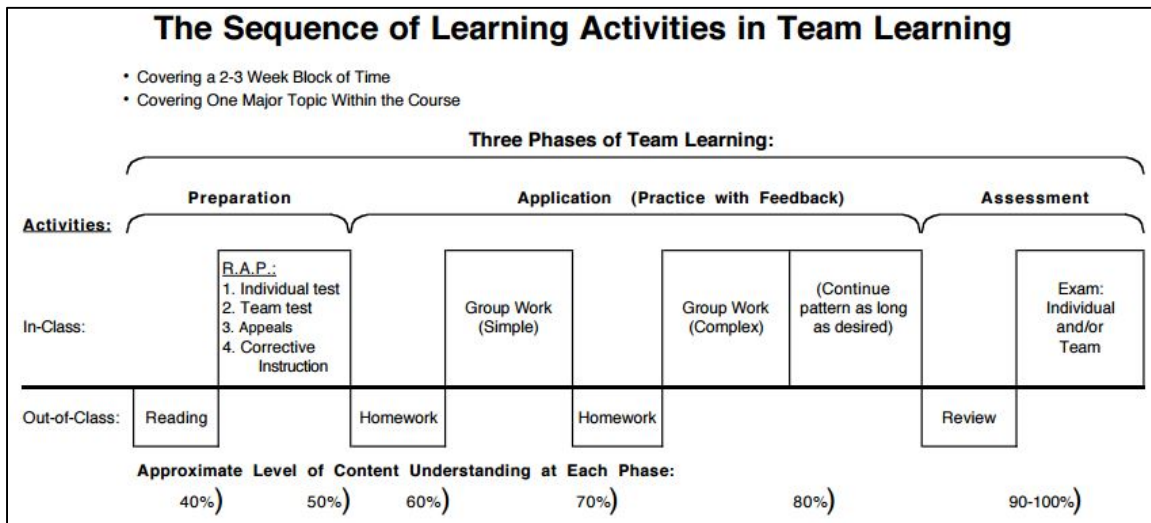 The Sequence of Learning Activities in Team Learning
• Covering a 2-3 Week Block of Time
• Covering One Major Topic Within the Course
Three Phases of Team Learning:
Preparation
Application (Practice with Feedback)
Assessment
Activities:
In-Class:
R.A.P.:
1. Individual test
2. Team test
3. Appeals
4. Corrective
Instruction
Group Work
(Simple)
Group Work
(Complex)
(Continue
pattern as long
as desired)
Exam:
Individual
and/or
Team
Out-of-Class:
Reading
Homework
Homework
Review
Approximate Level of Content Understanding at Each Phase:
40%) 50%) 60%) 70%) 80%) 90-100%)